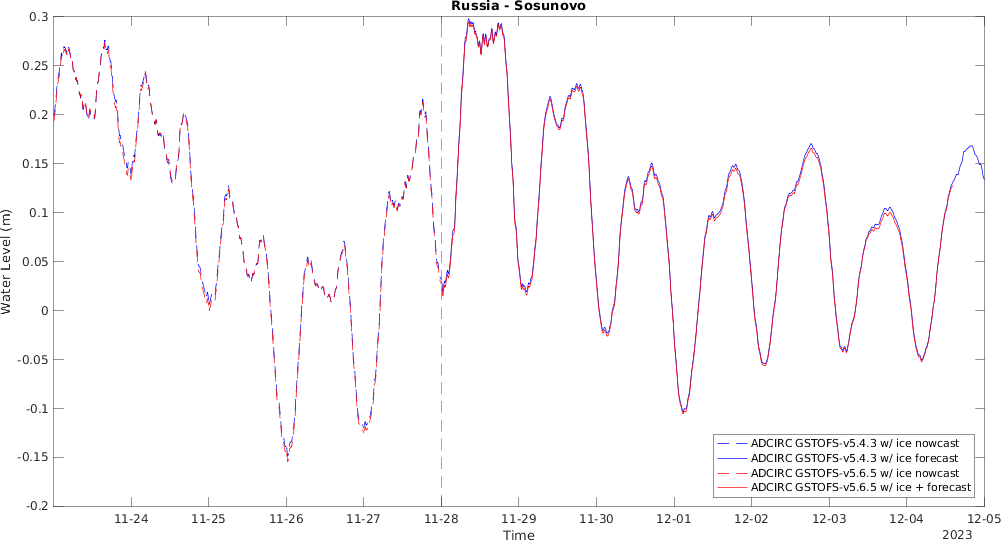 Russia - Sosunovo
0.3
0.25
0.2
0.15
0.1
0.05
0
-0.05
-0.1
-0.15
-0.2
Water Level (m)
ADCIRC GSTOFS-v5.4.3 w/ ice nowcast
ADCIRC GSTOFS-v5.4.3 w/ ice forecast
ADCIRC GSTOFS-v5.6.5 w/ ice nowcast
ADCIRC GSTOFS-v5.6.5 w/ ice + forecast
11-24 11-25 11-26 11-27 11-28 11-29 11-30 12-01 12-02 12-03 12-04 12-05
Time 2023